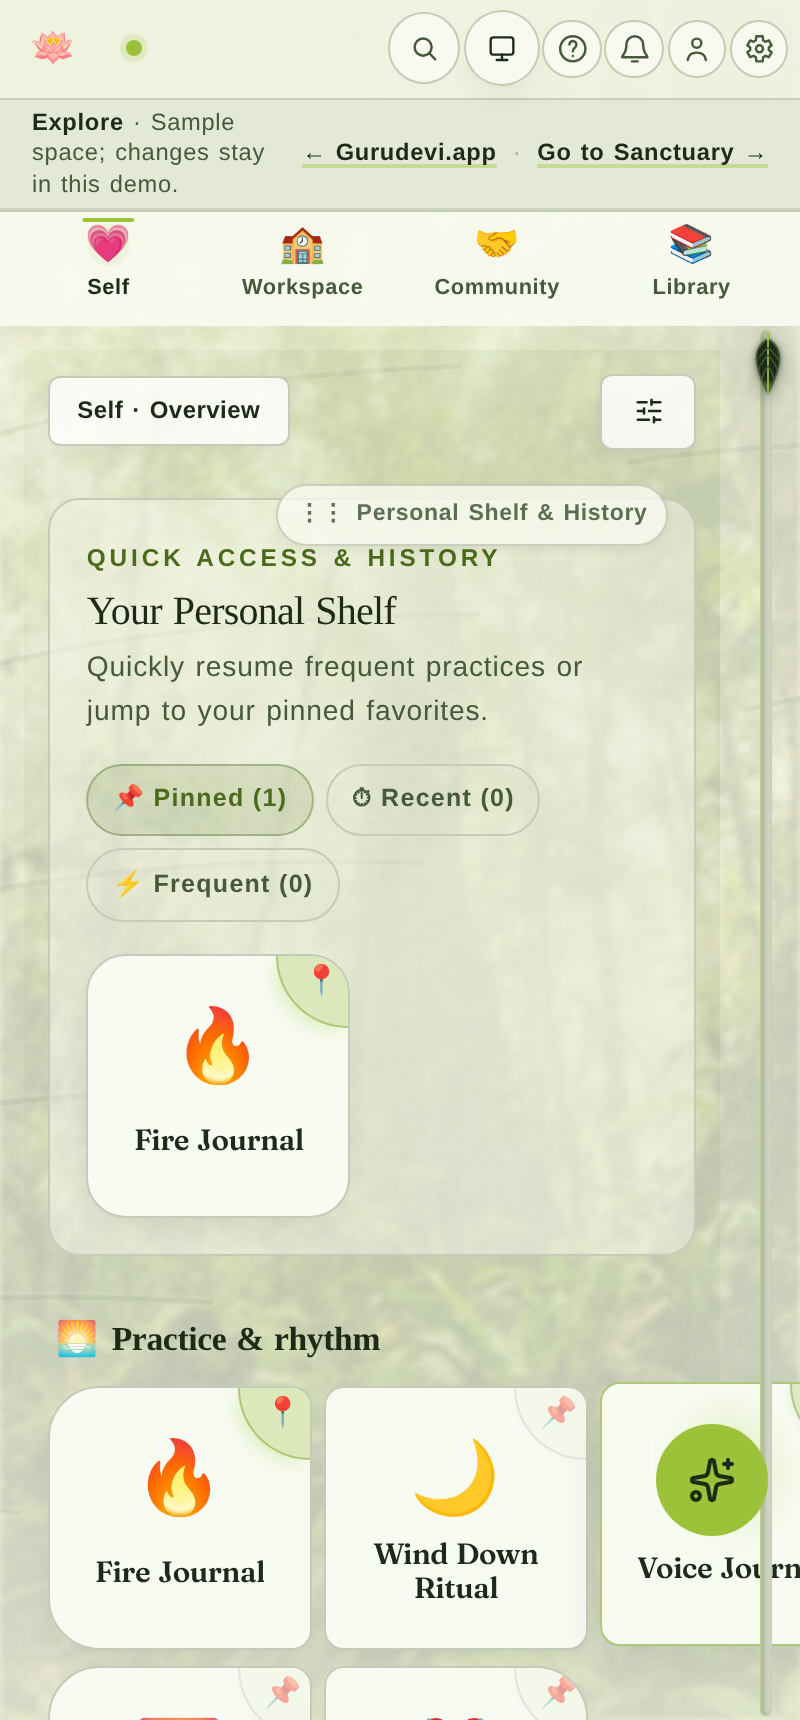 Explore · Sample
space; changes stay
in this demo.
← Gurudevi.app · Go to Sanctuary →
Self
Workspace
Community
Library
Self · Overview
Personal Shelf & History
QUICK ACCESS & HISTORY
Your Personal Shelf
Quickly resume frequent practices or
jump to your pinned favorites.
Pinned (1)
Recent (0)
Frequent (0)
Fire Journal
Practice & rhythm
Fire Journal
Wind Down
Ritual
Voice